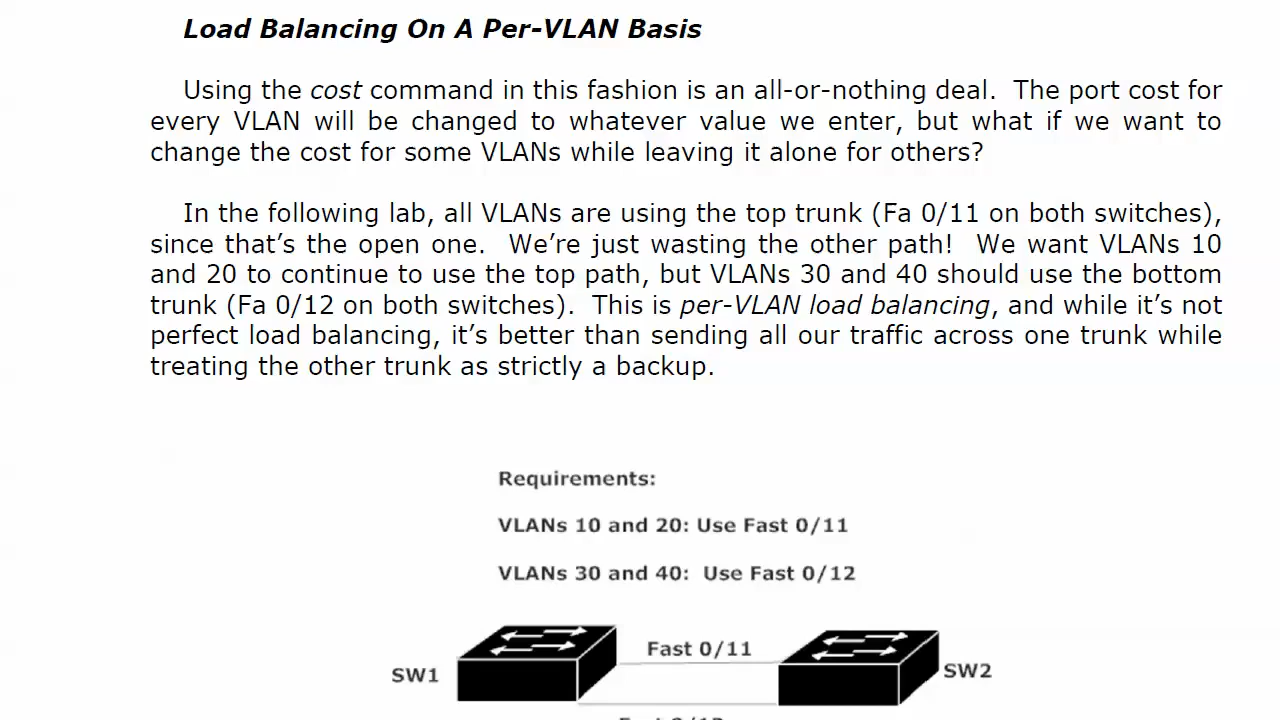 Load Balancing On A Per-VLAN Basis
Using the cost command in this fashion is an all-or-nothing deal. The port cost for
every VLAN will be changed to whatever value we enter, but what if we want to
change the cost for some VLANs while leaving it alone for others?
In the following lab, all VLANs are using the top trunk (Fa 0/11 on both switches),
since that’s the open one. We’re just wasting the other path! We want VLANs 10
and 20 to continue to use the top path, but VLANs 30 and 40 should use the bottom
trunk (Fa 0/12 on both switches). This is per-VLAN load balancing, and while it’s not
perfect load balancing, it’s better than sending all our traffic across one trunk while
treating the other trunk as strictly a backup.
Requirements:
VLANs 10 and 20: Use Fast 0/11
VLANs 30 and 40: Use Fast 0/12
Fast 0/11
SW1
SW2